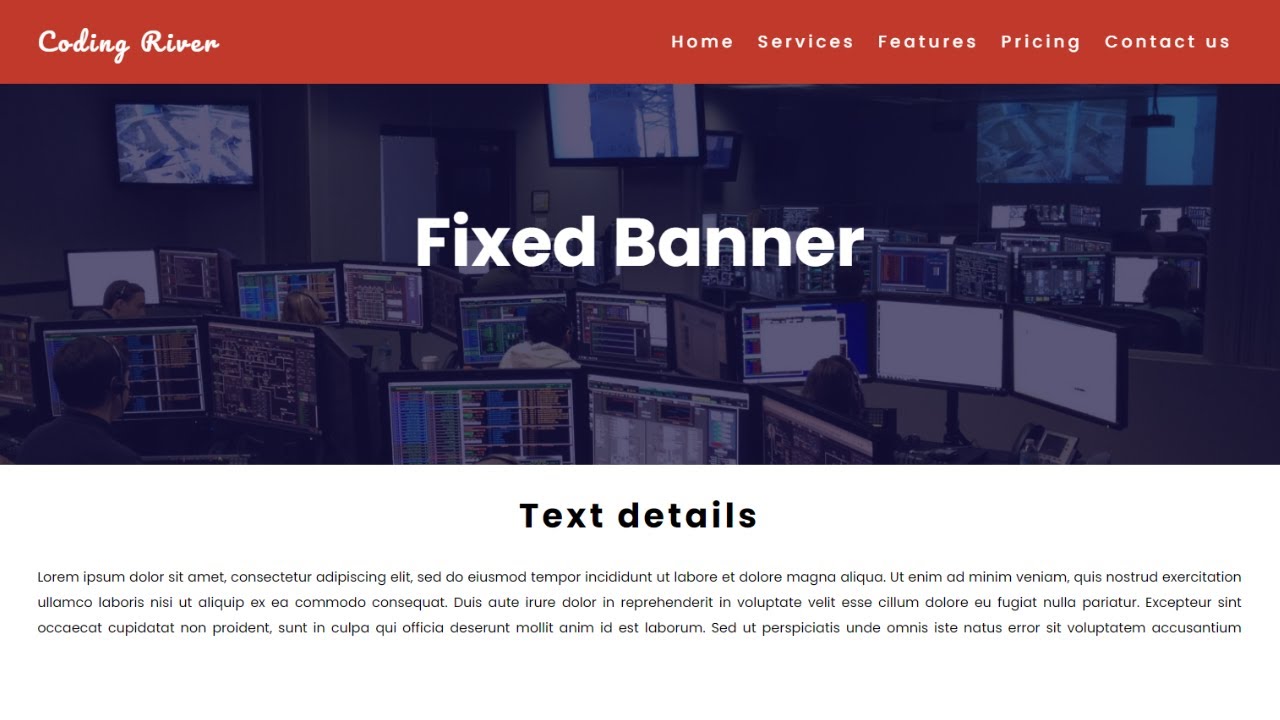 Coding River
Home Services Features Pricing Contact us
Fixed Banner
Text details
Lorem ipsum dolor sit amet, consectetur adipiscing elit, sed do eiusmod tempor incididunt ut labore et dolore magna aliqua. Ut enim ad minim veniam, quis nostrud exercitation
ullamco laboris nisi ut aliquip ex ea commodo consequat. Duis aute irure dolor in reprehenderit in voluptate velit esse cillum dolore eu fugiat nulla pariatur. Excepteur sint
occaecat cupidatat non proident, sunt in culpa qui officia deserunt mollit anim id est laborum. Sed ut perspiciatis unde omnis iste natus error sit voluptatem accusantium